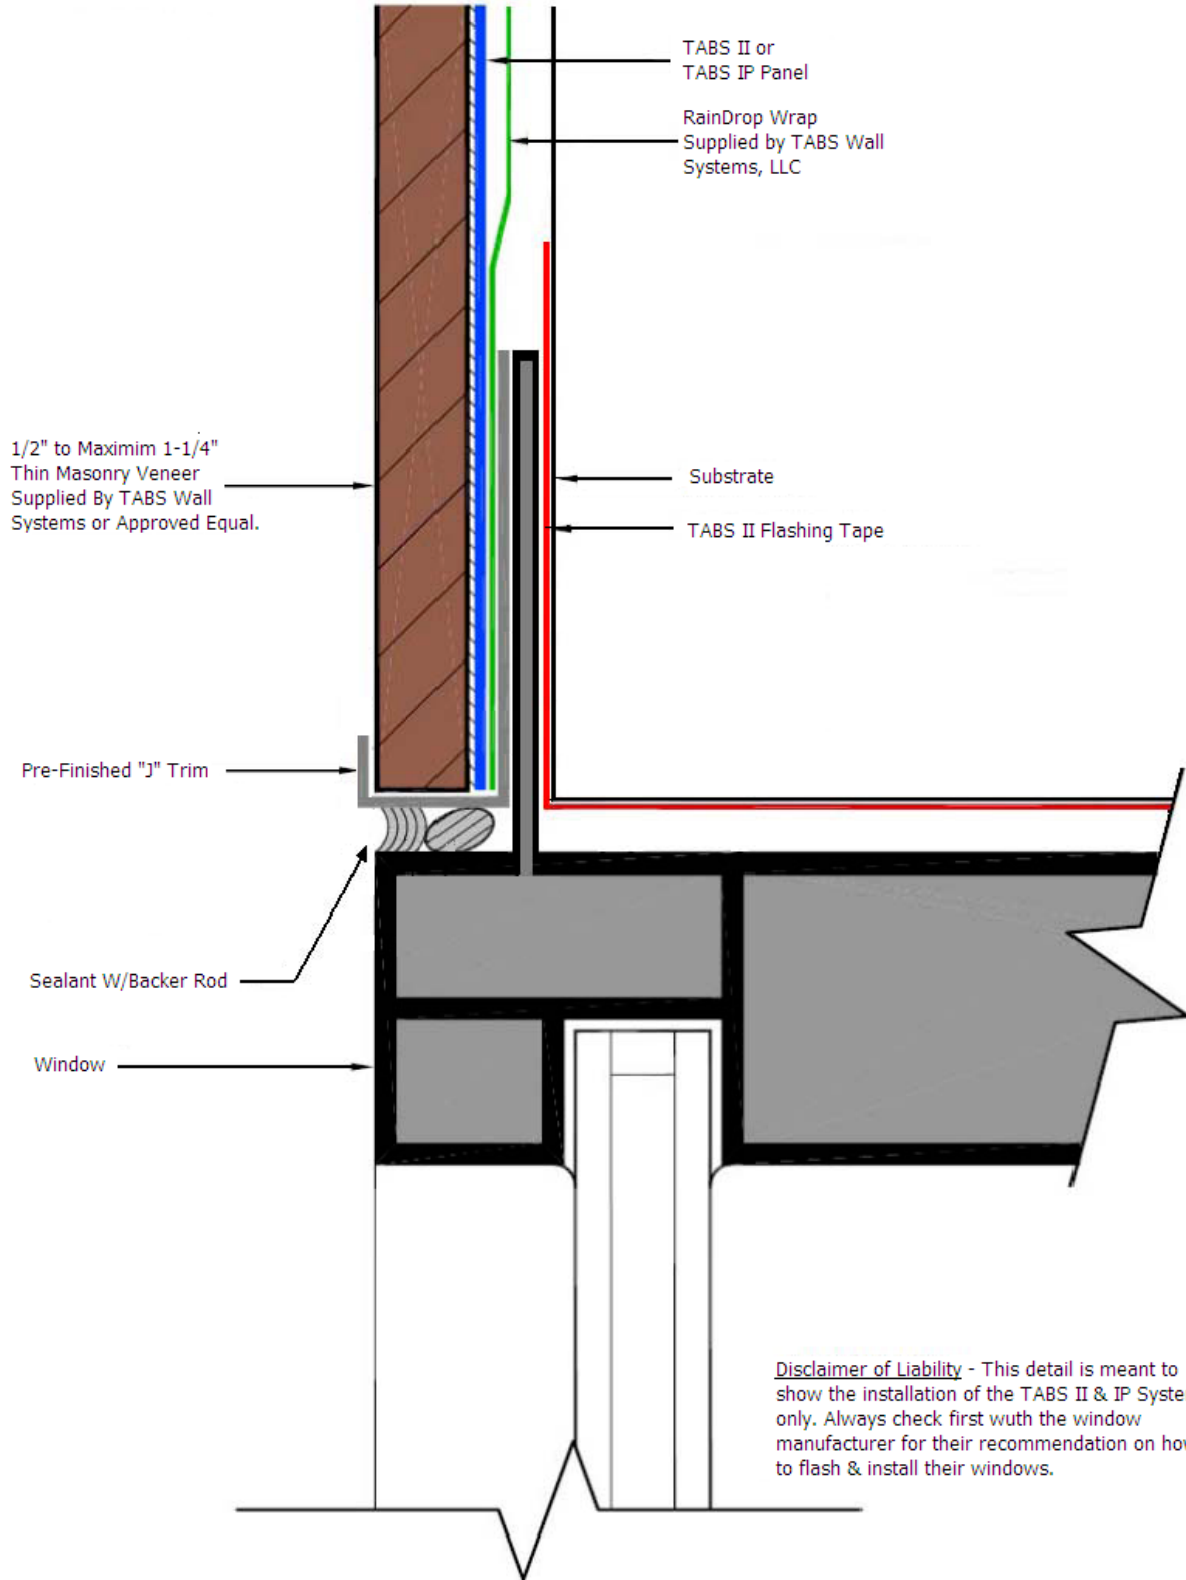 TABS II or
TABS IP Panel
RainDrop Wrap
Supplied by TABS Wall
Systems, LLC
1/2" to Maximim 1-1/4"
Thin Masonry Veneer
Supplied By TABS Wall
Systems or Approved Equal.
Substrate
TABS II Flashing Tape
Pre-Finished "J" Trim
Sealant W/Backer Rod
Window
Disclaimer of Liability - This detail is meant to
show the installation of the TABS II & IP Syste
only. Always check first wuth the window
manufacturer for their recommendation on how
to flash & install their windows.